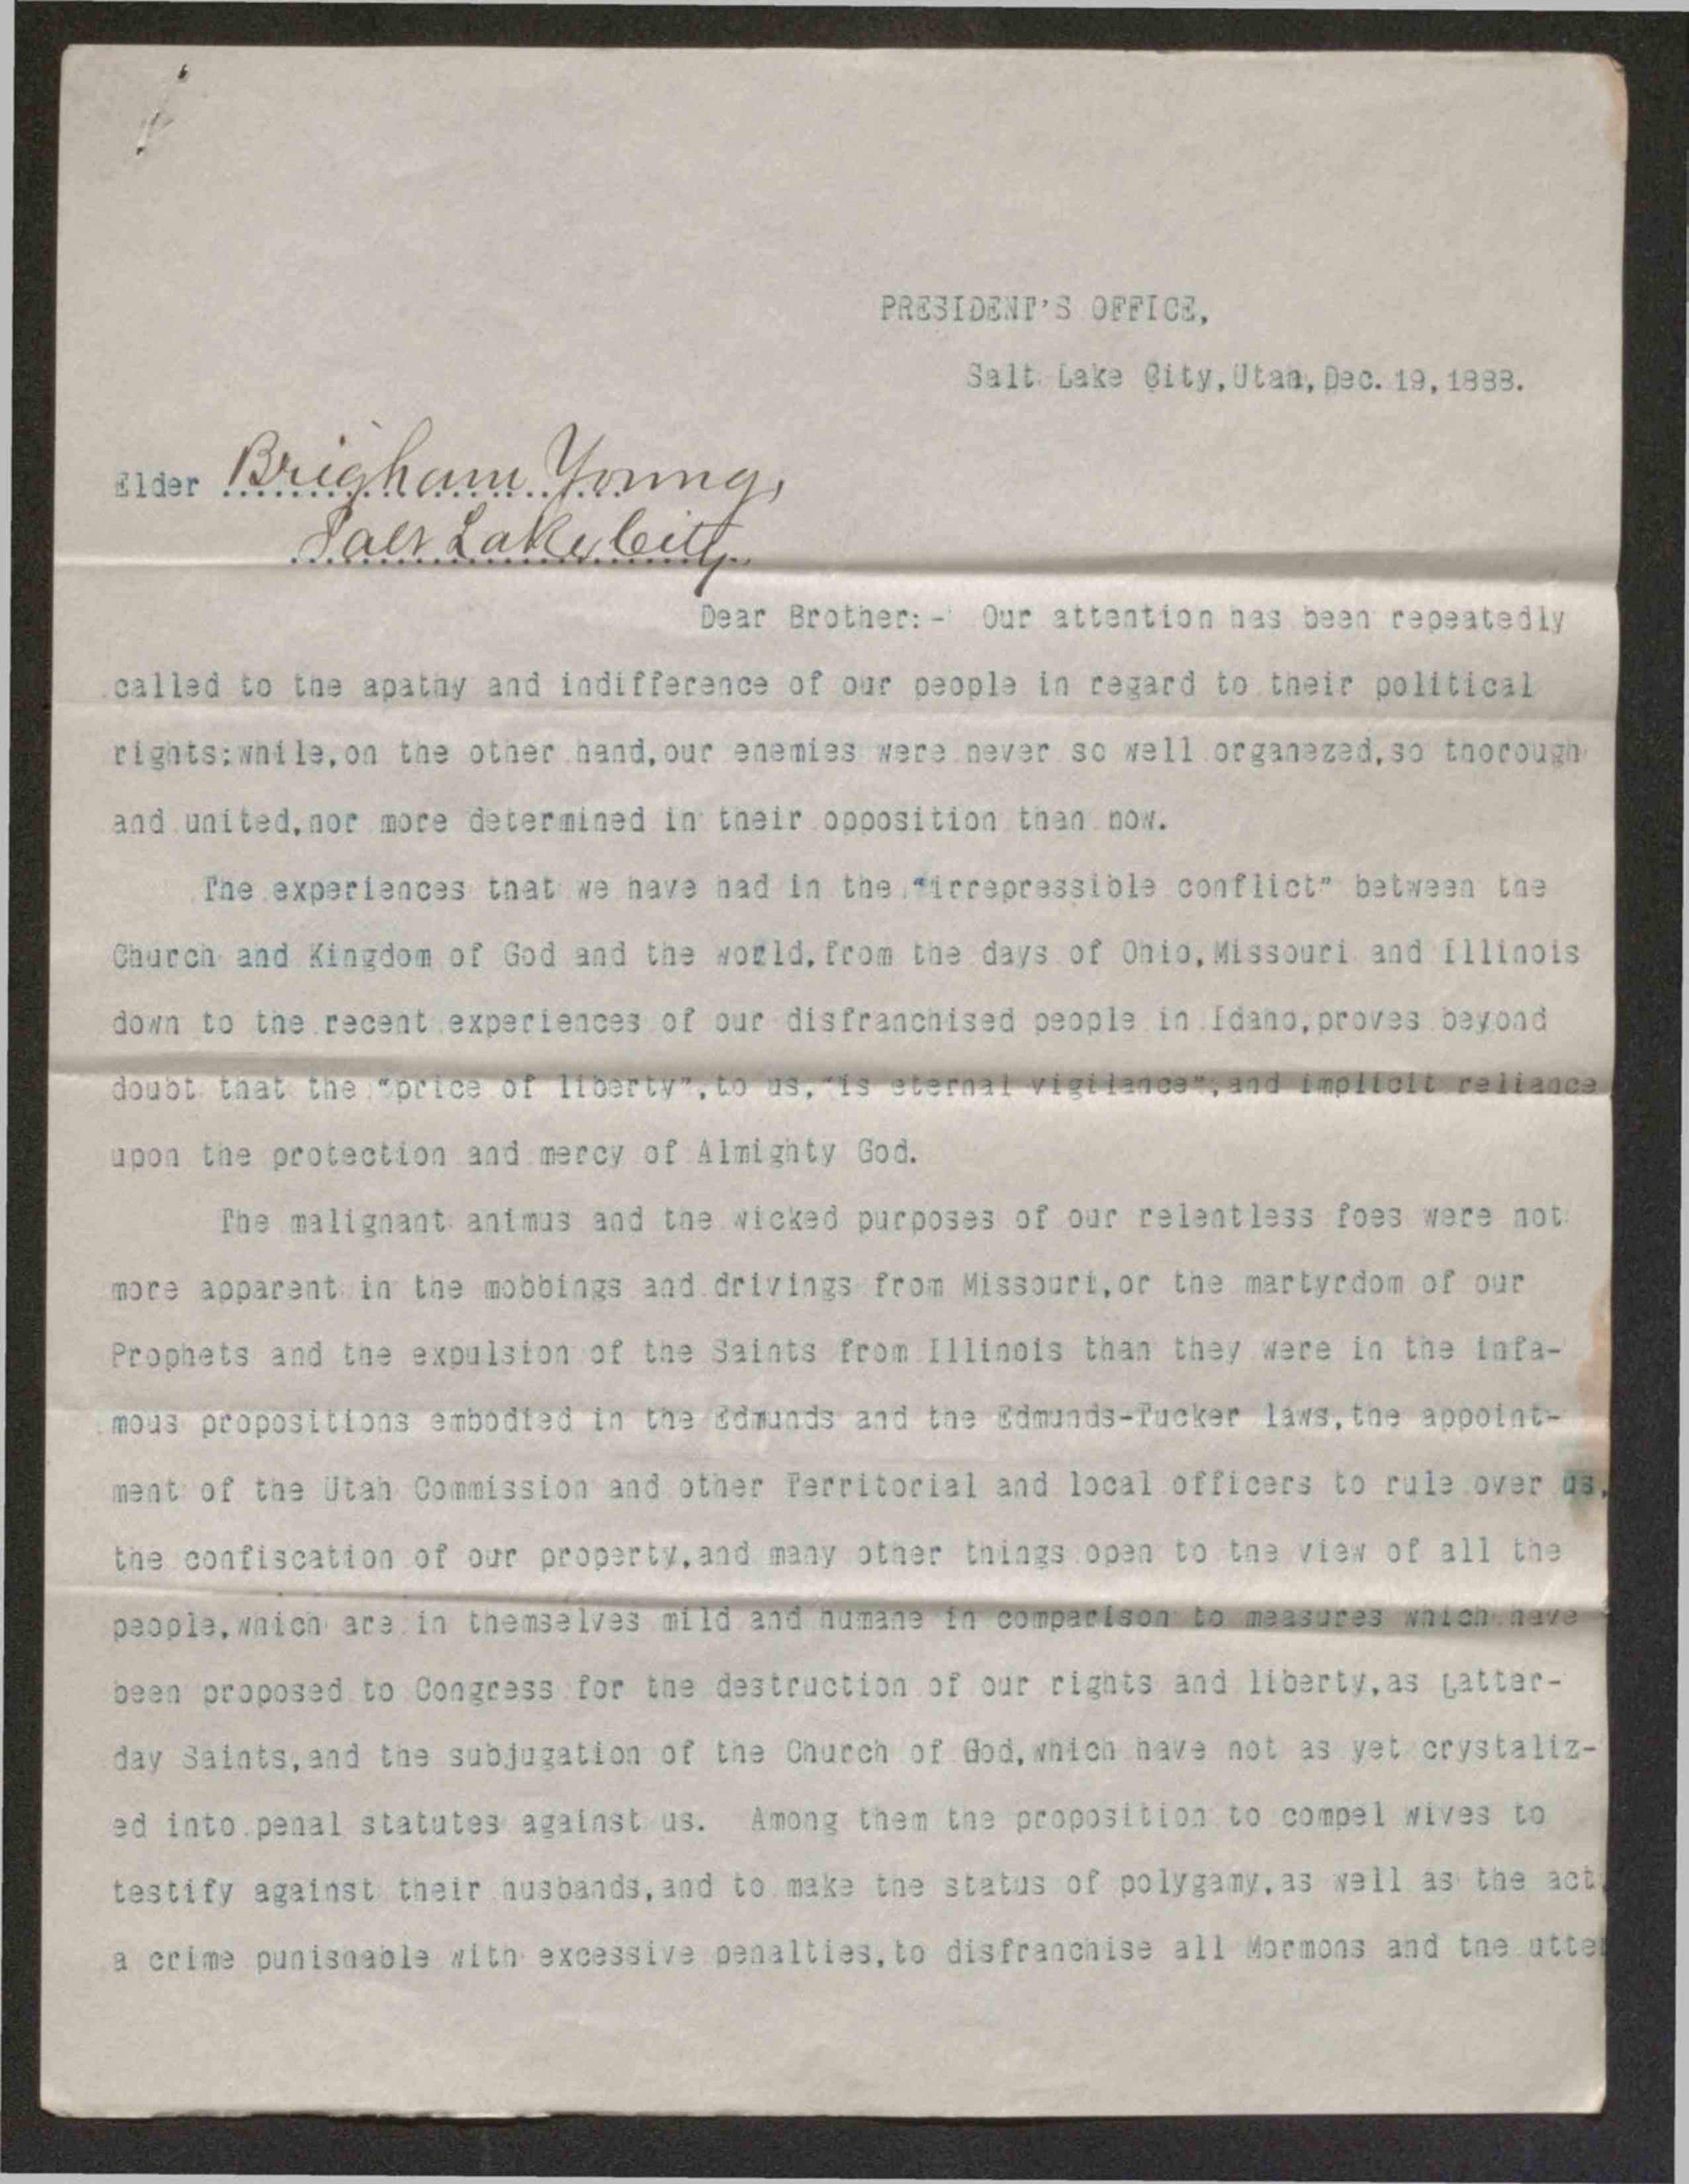 PRESIDENT'S OFFICE,
Salt Lake City, Utah, Dec. 19, 1888.
Elder Brigham Young,
Salt Lake City.
Dear Brother:- Our attention has been repeatedly
called to the apathy and indifference of our people in regard to their political
rights; while, on the other hand, our enemies were never so well organezed, so thorough
and united, nor more determined in their opposition than now.
The experiences that we have had in the "irrepressible conflict" between the
Church and Kingdom of God and the world, from the days of Ohio, Missouri and Illinois
down to the recent experiences of our disfranchised people in Idaho, proves beyond
doubt that the "price of liberty", to us, "is eternal vigilance", and implicit reliance
upon the protection and mercy of Almighty God.
The malignant animus and the wicked purposes of our relentless foes were not
more apparent in the mobbings and drivings from Missouri, or the martyrdom of our
Prophets and the expulsion of the Saints from Illinois than they were in the infa-
mous propositions embodied in the Edmunds and the Edmunds-Tucker laws, the appoint-
ment of the Utah Commission and other Territorial and local officers to rule over us,
the confiscation of our property, and many other things open to the view of all the
people, which are in themselves mild and humane in comparison to measures which have
been proposed to Congress for the destruction of our rights and liberty, as Latter-
day Saints, and the subjugation of the Church of God, which have not as yet crystaliz-
ed into penal statutes against us. Among them the proposition to compel wives to
testify against their husbands, and to make the status of polygamy, as well as the act,
a crime punishable with excessive penalties, to disfranchise all Mormons and the utter